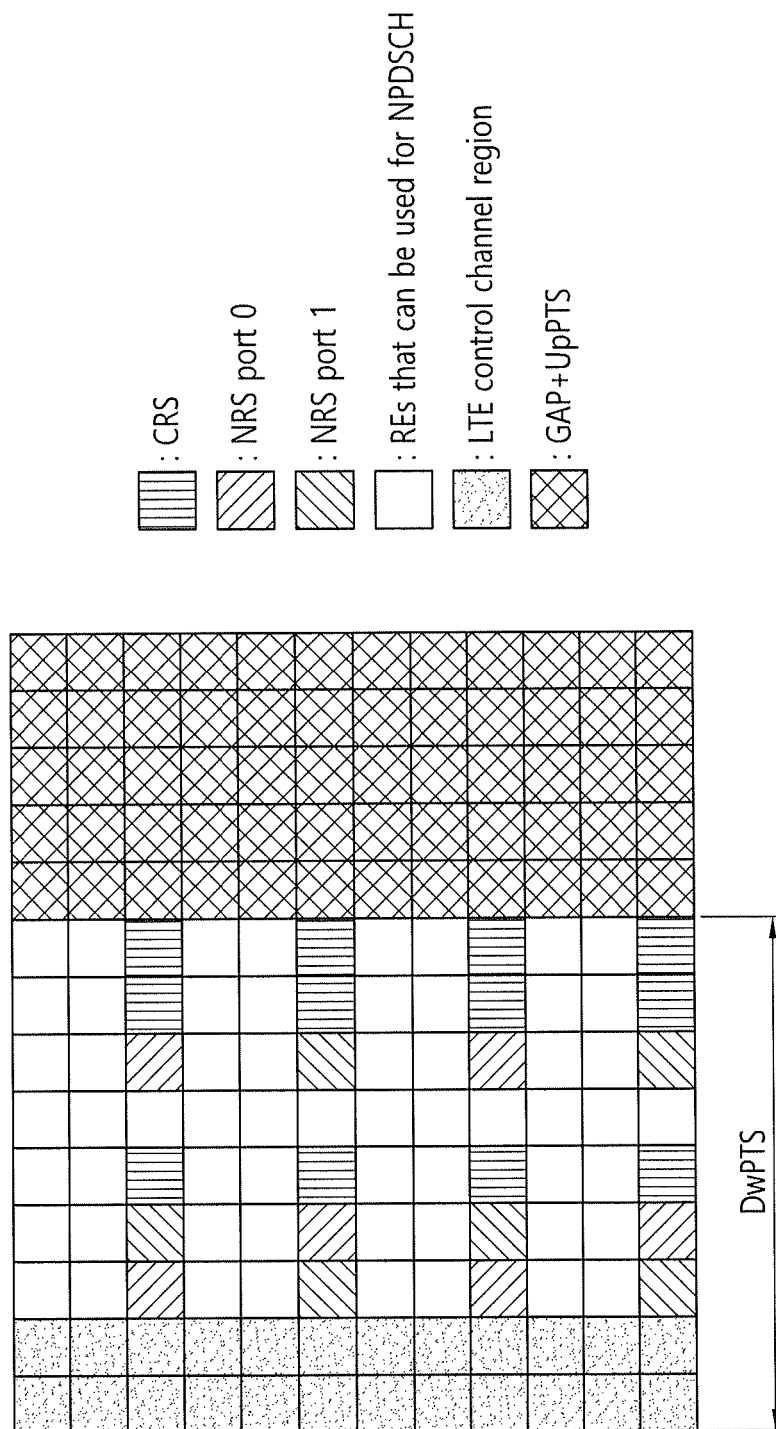 : CRS
: NRS port 0
: NRS port 1
: REs that can be used for NPDSCH
: LTE control channel region
: GAP+UpPTS
DwPTS